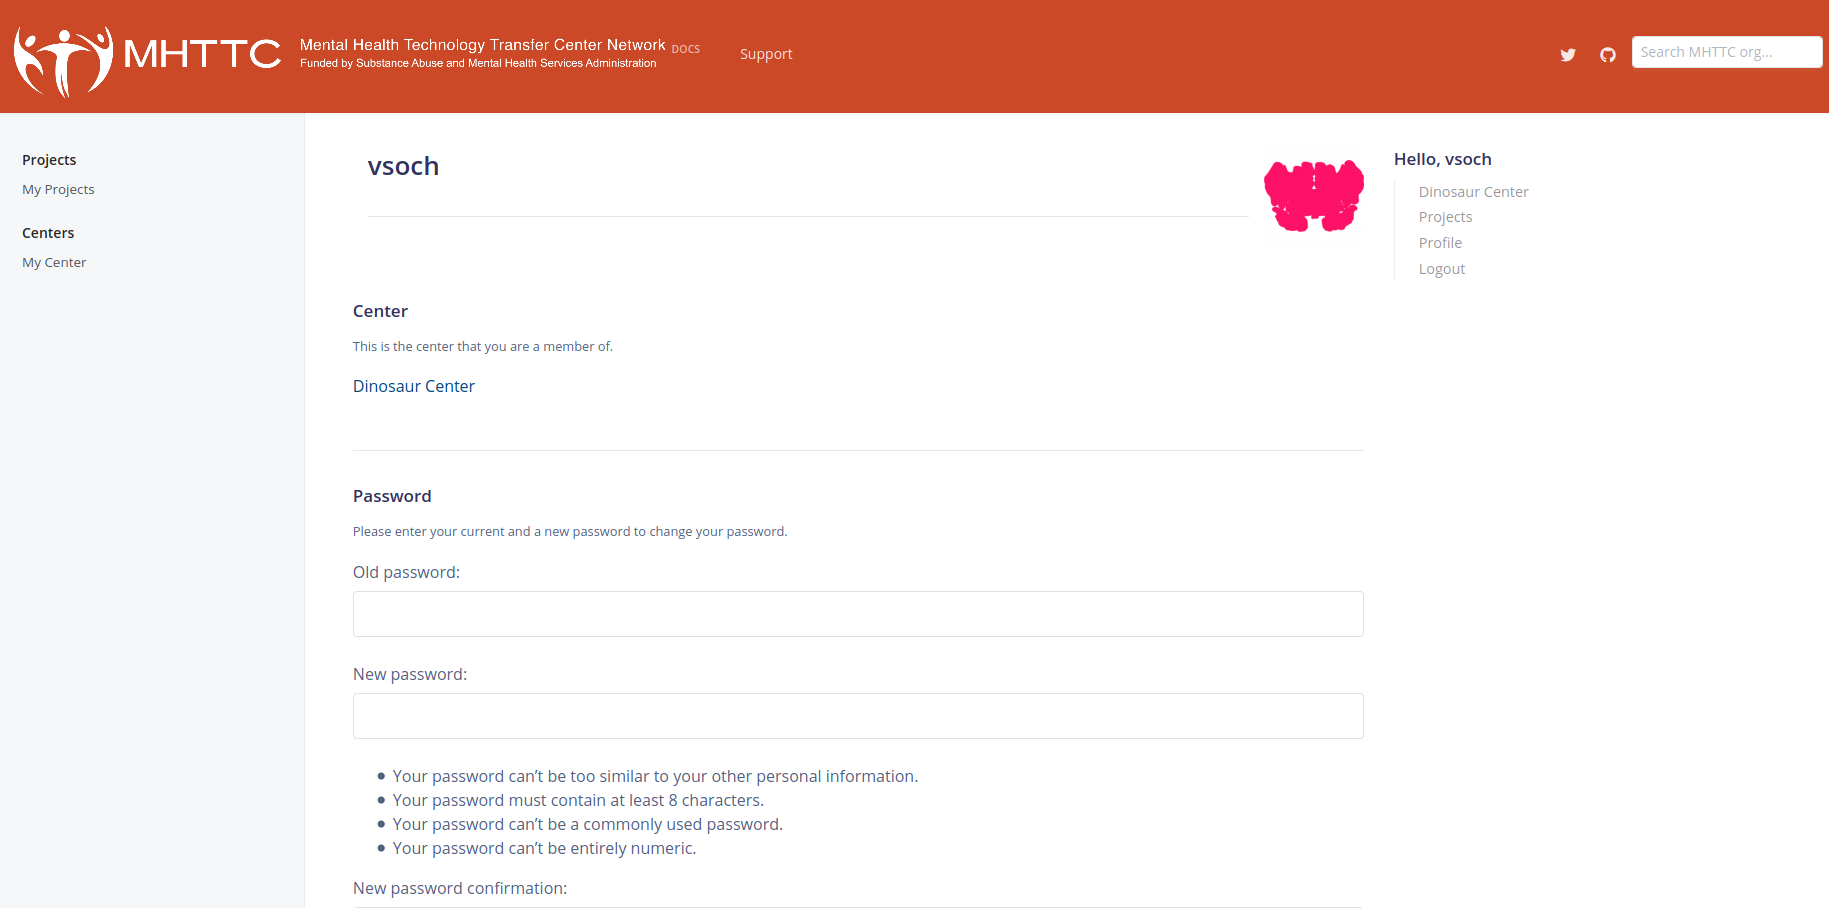 MHTTC
Mental Health Technology Transfer Center Network DOCS
Funded by Substance Abuse and Mental Health Services Administration
Support
Search MHTTC org...
Projects
My Projects
Centers
My Center
vsoch
Hello, vsoch
Dinosaur Center
Projects
Profile
Logout
Center
This is the center that you are a member of.
Dinosaur Center
Password
Please enter your current and a new password to change your password.
Old password:
New password:
Your password can’t be too similar to your other personal information.
Your password must contain at least 8 characters.
Your password can’t be a commonly used password.
Your password can’t be entirely numeric.
New password confirmation: